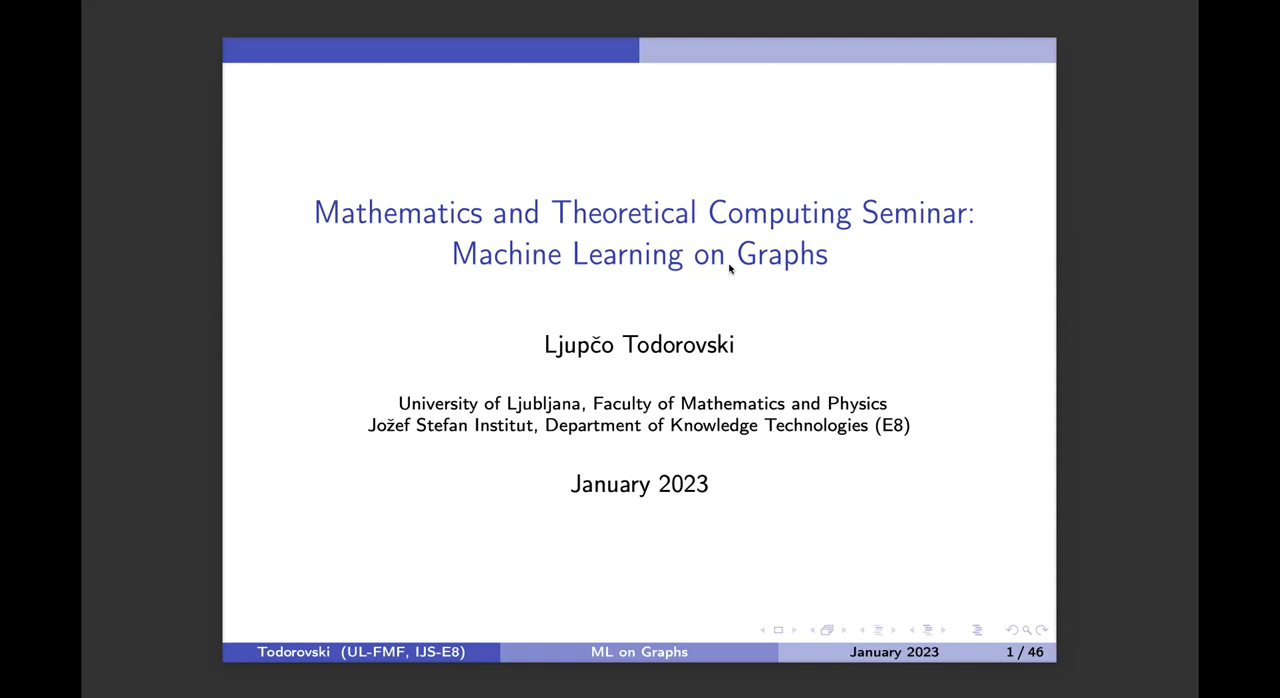 Mathematics and Theoretical Computing Seminar:
Machine Learning on Graphs
Ljupčo Todorovski
University of Ljubljana, Faculty of Mathematics and Physics
Jožef Stefan Institut, Department of Knowledge Technologies (E8)
January 2023
Todorovski (UL-FMF, IJS-E8) ML on Graphs January 2023 1 / 46